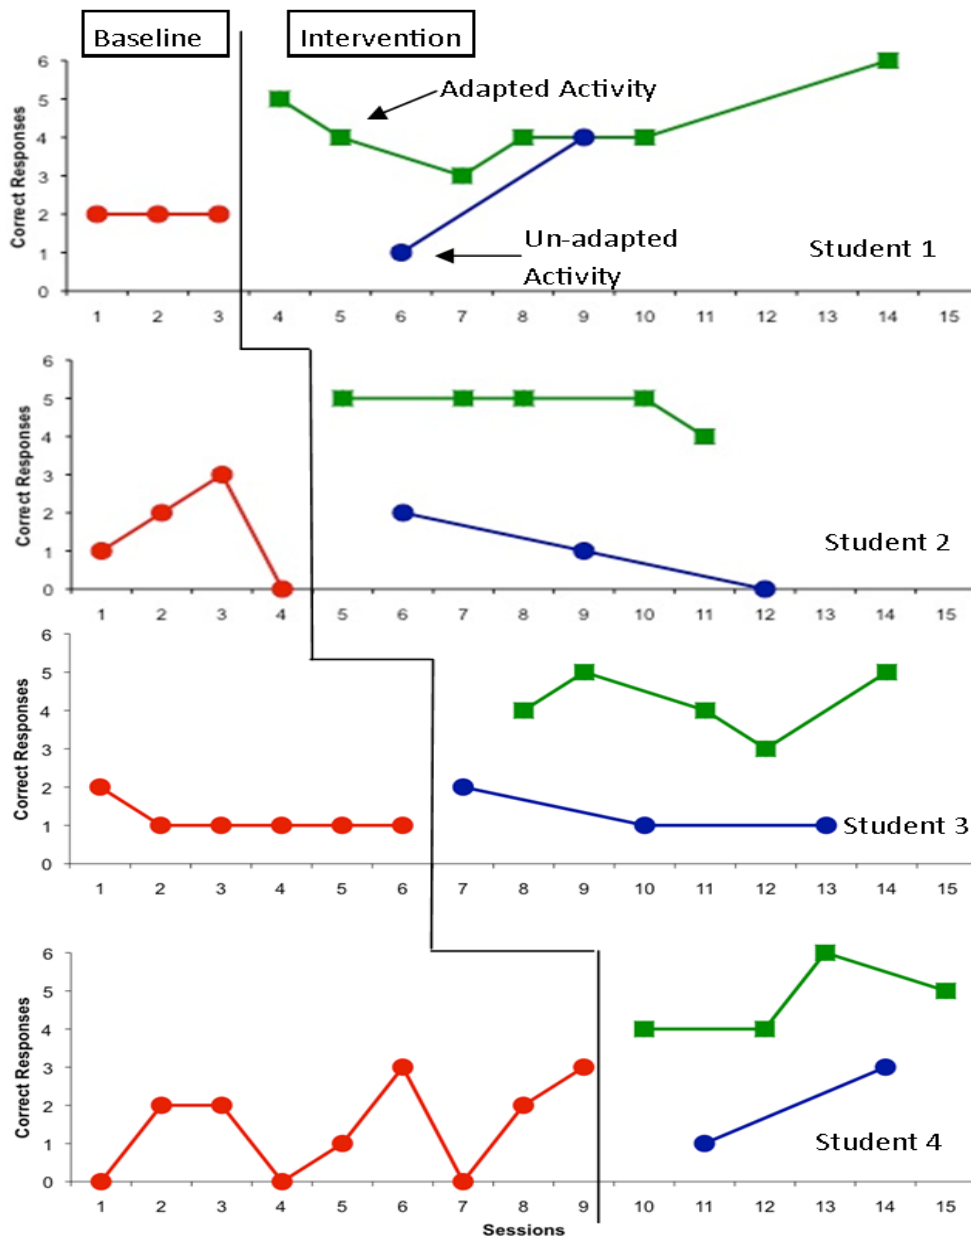 Baseline
Intervention
6
5
4
3
2
1
0
Correct Responses
Adapted Activity
Un-adapted
Activity
Student 1
1 2 3 4 5 6 7 8 9 10 11 12 13 14 15
6
5
4
3
2
1
0
Correct Responses
Student 2
1 2 3 4 5 6 7 8 9 10 11 12 13 14 15
6
5
4
3
2
1
0
Correct Responses
Student 3
1 2 3 4 5 6 7 8 9 10 11 12 13 14 15
6
5
4
3
2
1
0
Correct Responses
Student 4
1 2 3 4 5 6 7 8 9 10 11 12 13 14 15
Sessions